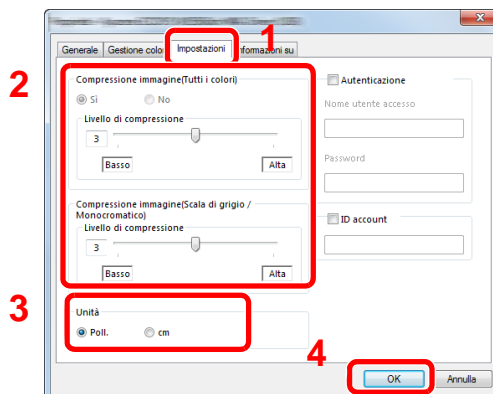 1
Generale Gestione colo Impostazioni nformazioni su
2
Compressione immagine(Tutti i colori)
Sì No
Livello di compressione
3
Basso Alta
Compressione immagine(Scala di grigio /
Monocromatico)
Livello di compressione
3
Basso Alta
Autenticazione
Nome utente accesso
Password
ID account
3
Unità
Poll. cm
4
OK Annulla